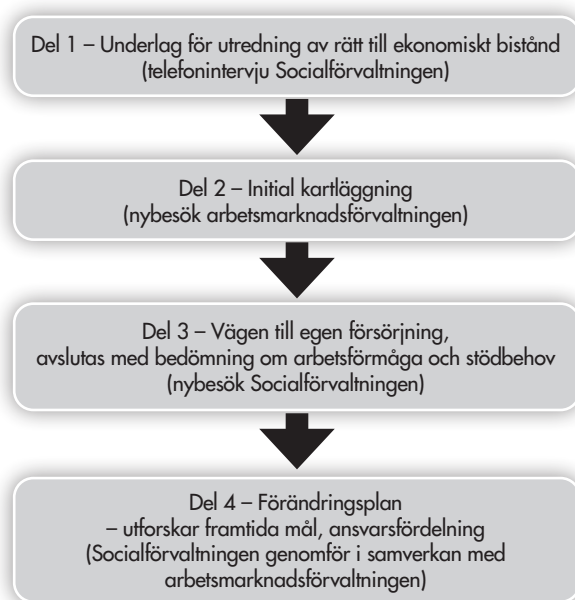 Del 1 – Underlag för utredning av rätt till ekonomiskt bistånd
(telefonintervju Socialförvaltningen)
Del 2 – Initial kartläggning
(nybesök arbetsmarknadsförvaltningen)
Del 3 – Vägen till egen försörjning,
avslutas med bedömning om arbetsförmåga och stödbehov
(nybesök Socialförvaltningen)
Del 4 – Förändringsplan
– utforskar framtida mål, ansvarsfördelning
(Socialförvaltningen genomför i samverkan med
arbetsmarknadsförvaltningen)